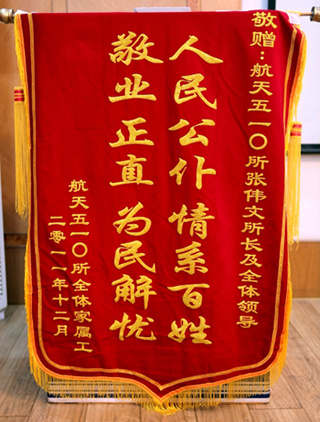 敬赠：航天五一〇所张伟文所长及全体领导
人民公仆 情系百姓
敬业正直 为民解忧
航天五一〇所全体家属工
二零一一年十二月